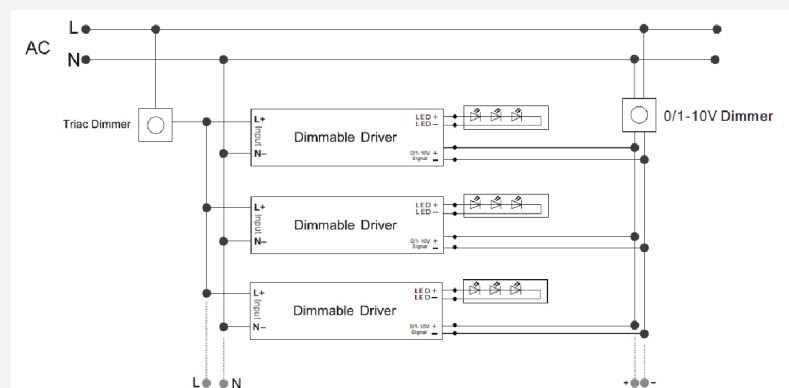 L
AC
N
Triac Dimmer
0/1-10V Dimmer
L+
Input
N−
Dimmable Driver
LED +
LED −
0/1-10V +
Signal −
L+
Input
N−
Dimmable Driver
LED +
LED −
0/1-10V +
Signal −
L+
Input
N−
Dimmable Driver
LED +
LED −
0/1-10V +
Signal −
L N
+ −